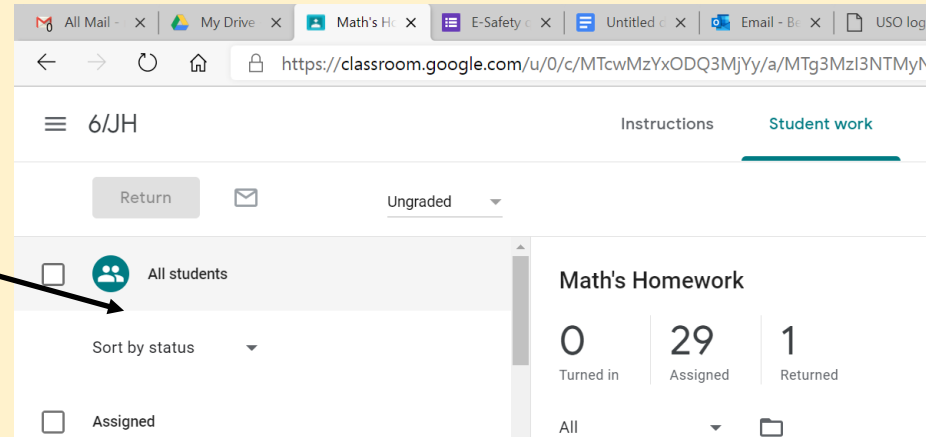 All Mail - My Drive Math's Ho E-Safety Untitled d Email - Be USO log
https://classroom.google.com/u/0/c/MTcwMzYxODQ3MjYy/a/MTg3MzI3NTMyN
6/JH Instructions Student work
Return Ungraded
All students
Math's Homework
0 29 1
Turned in Assigned Returned
Sort by status
Assigned
All